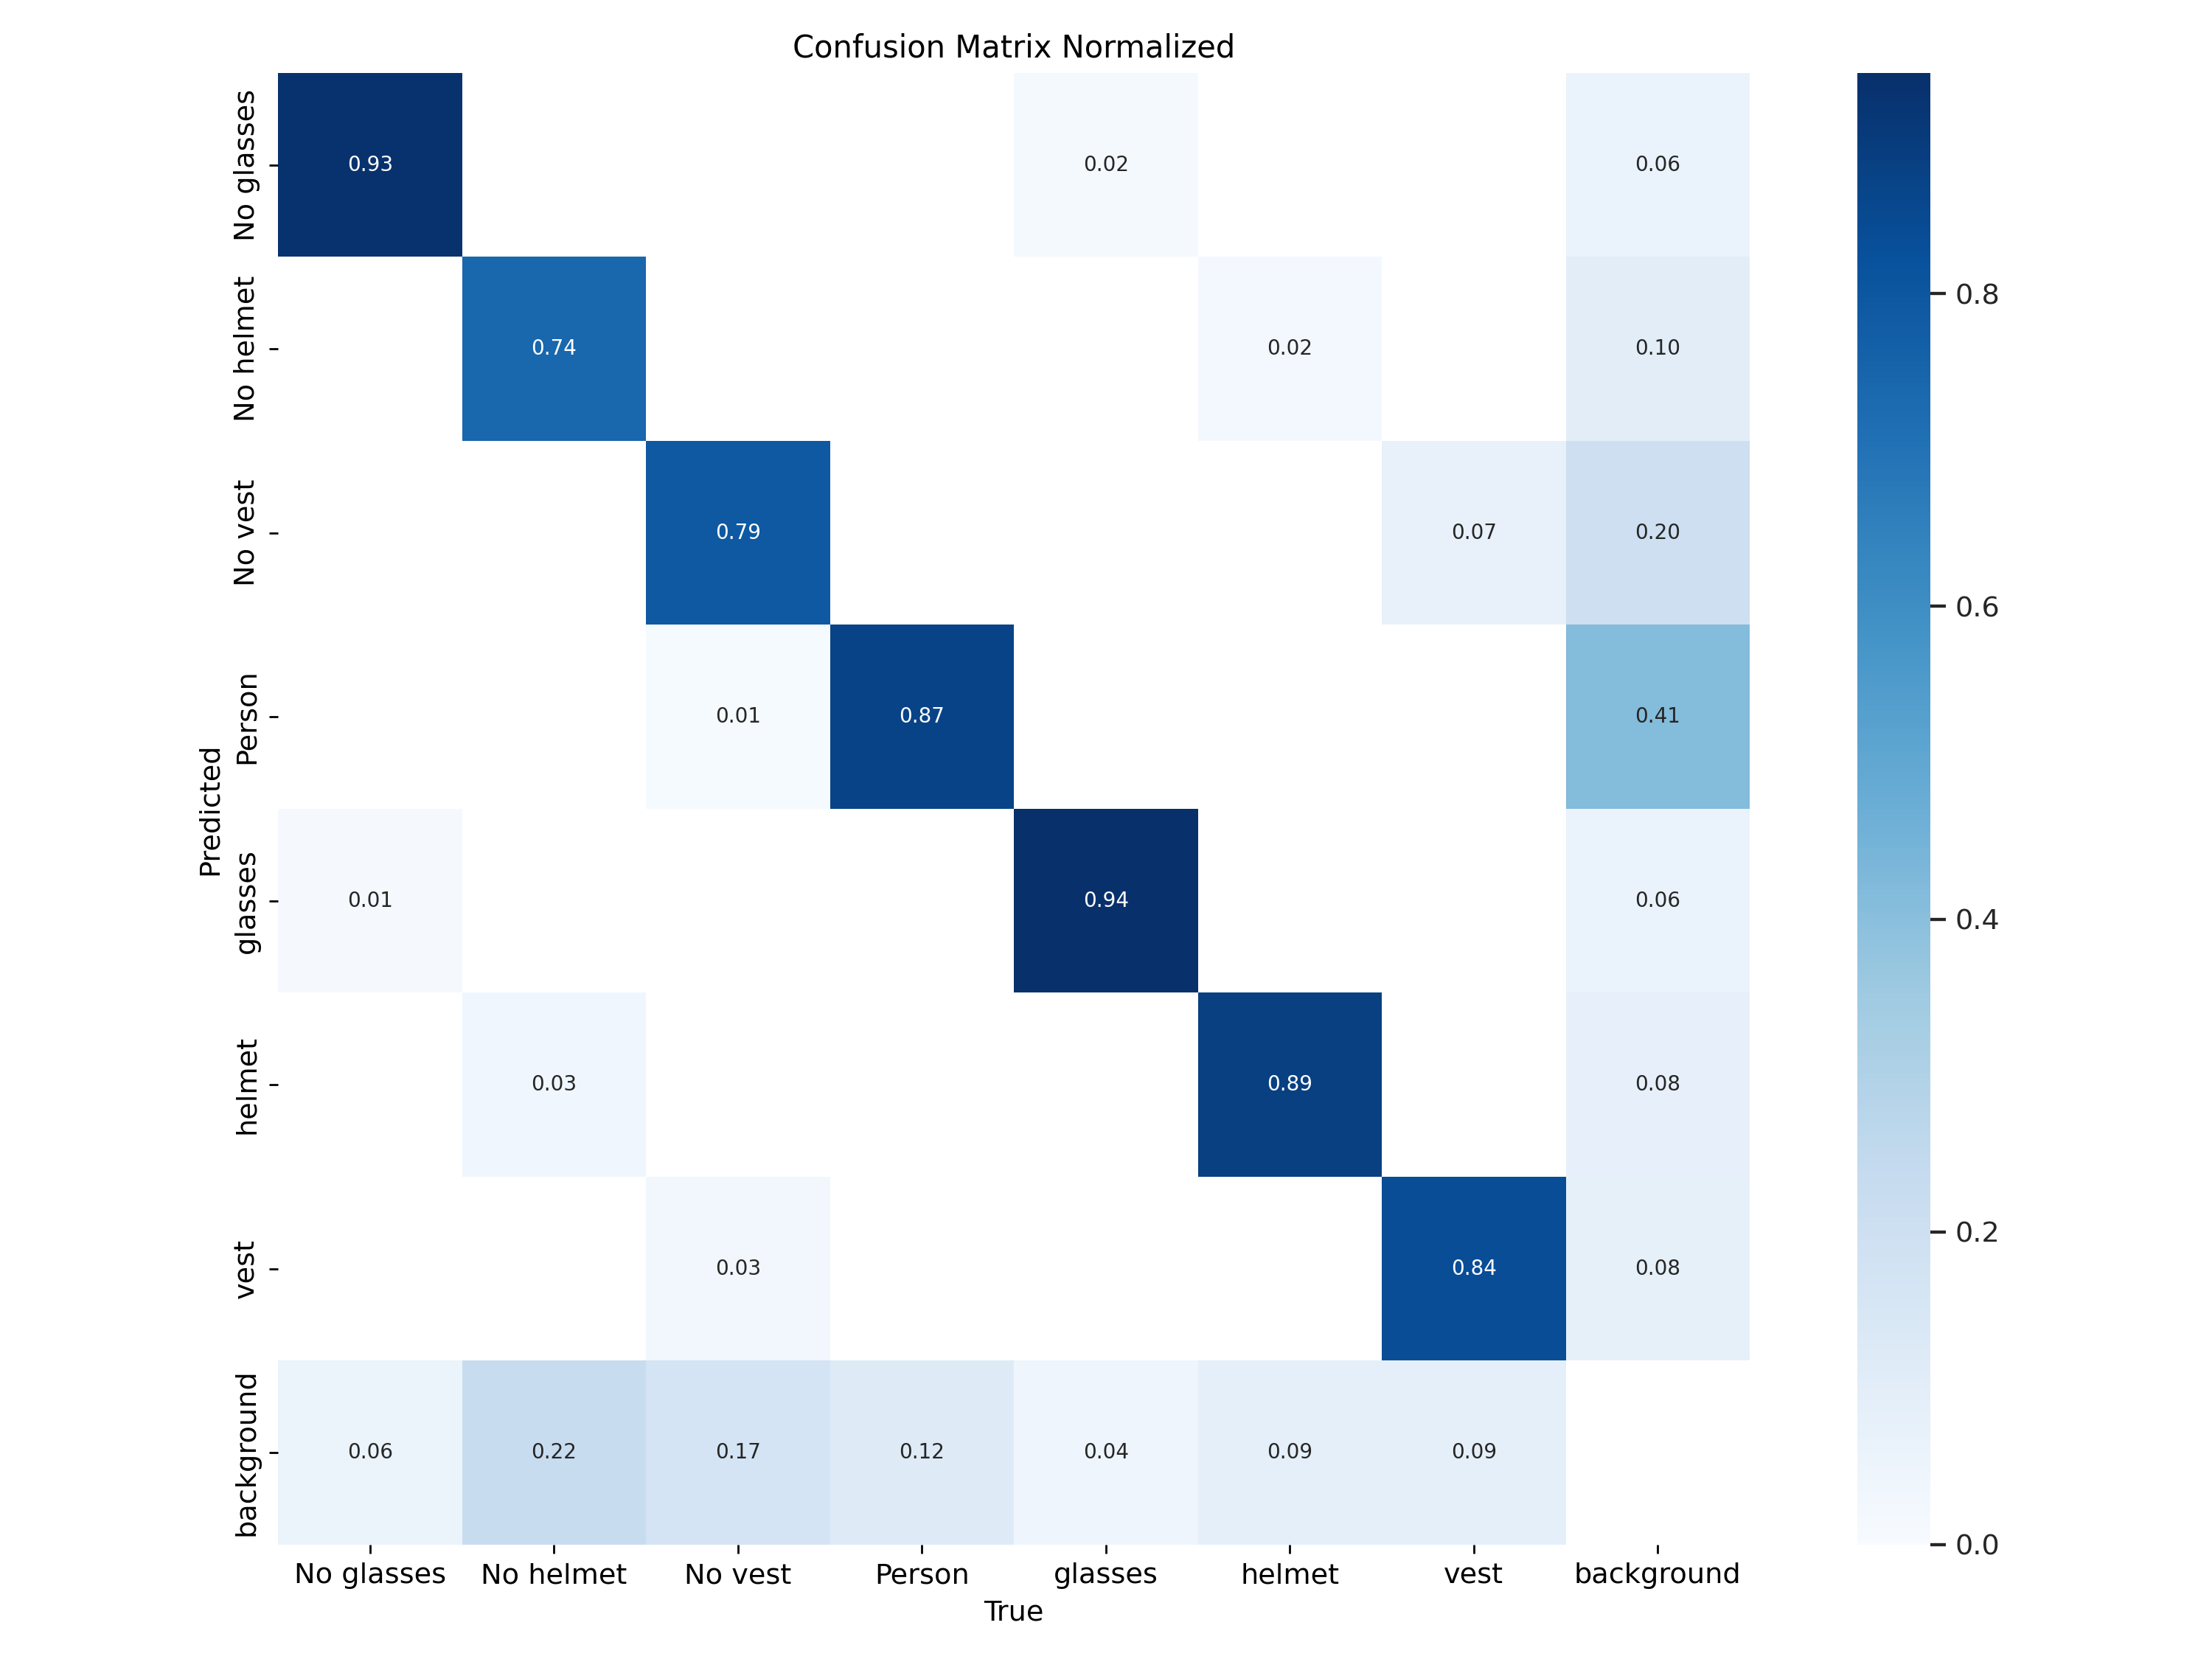 Confusion Matrix Normalized
No glasses
0.93
0.02
0.06
No helmet
0.74
0.02
0.10
0.8
No vest
0.79
0.07
0.20
0.6
Person
0.01
0.87
0.41
0.4
Predicted
glasses
0.01
0.94
0.06
helmet
0.03
0.89
0.08
vest
0.03
0.84
0.08
0.2
background
0.06
0.22
0.17
0.12
0.04
0.09
0.09
0.0
No glasses
No helmet
No vest
Person
glasses
helmet
vest
background
True